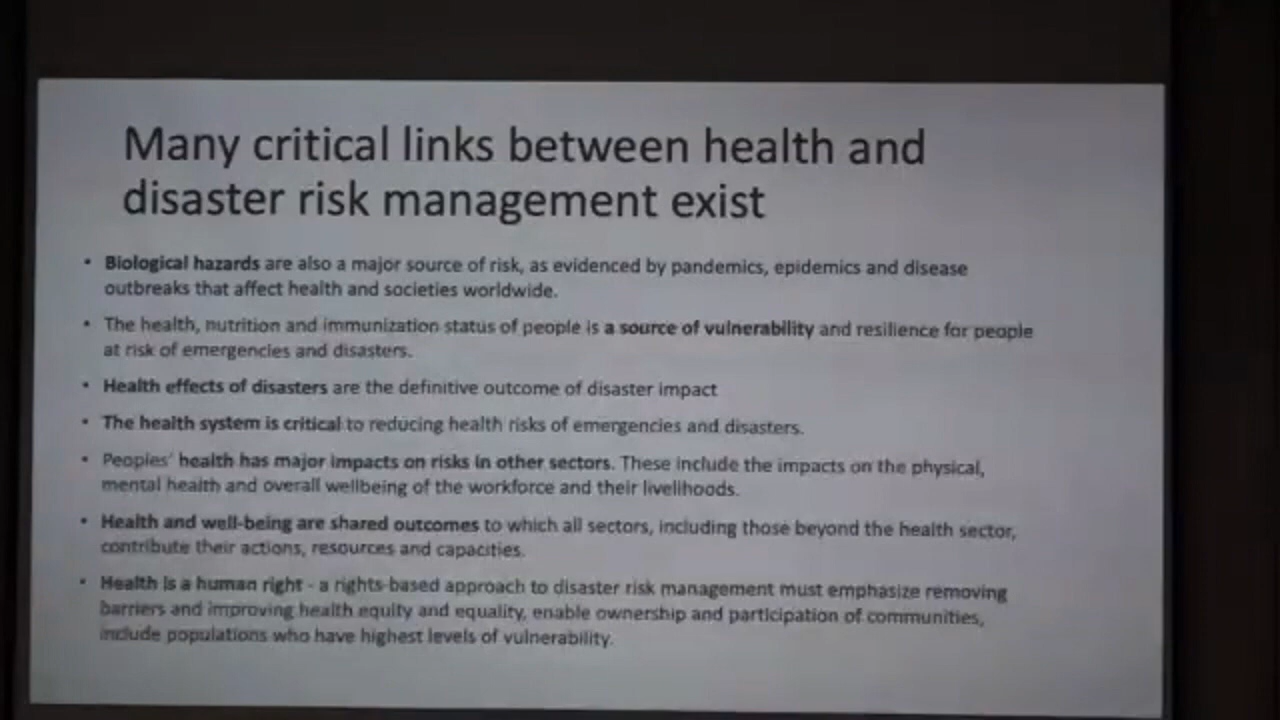 Many critical links between health and
disaster risk management exist
• Biological hazards are also a major source of risk, as evidenced by pandemics, epidemics and disease
outbreaks that affect health and societies worldwide.
• The health, nutrition and immunization status of people is a source of vulnerability and resilience for people
at risk of emergencies and disasters.
• Health effects of disasters are the definitive outcome of disaster impact
• The health system is critical to reducing health risks of emergencies and disasters.
• Peoples' health has major impacts on risks in other sectors. These include the impacts on the physical,
mental health and overall wellbeing of the workforce and their livelihoods.
• Health and well-being are shared outcomes to which all sectors, including those beyond the health sector,
contribute their actions, resources and capacities.
• Health is a human right - a rights-based approach to disaster risk management must emphasize removing
barriers and improving health equity and equality, enable ownership and participation of communities,
include populations who have highest levels of vulnerability.